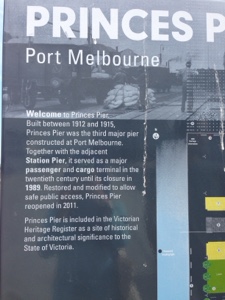 PRINCES P
Port Melbourne
Welcome to Princes Pier.
Built between 1912 and 1915,
Princes Pier was the third major pier
constructed at Port Melbourne.
Together with the adjacent
Station Pier, it served as a major
passenger and cargo terminal in the
twentieth century until its closure in
1989. Restored and modified to allow
safe public access, Princes Pier
reopened in 2011.
Princes Pier is included in the Victorian
Heritage Register as a site of historical
and architectural significance to the
State of Victoria.